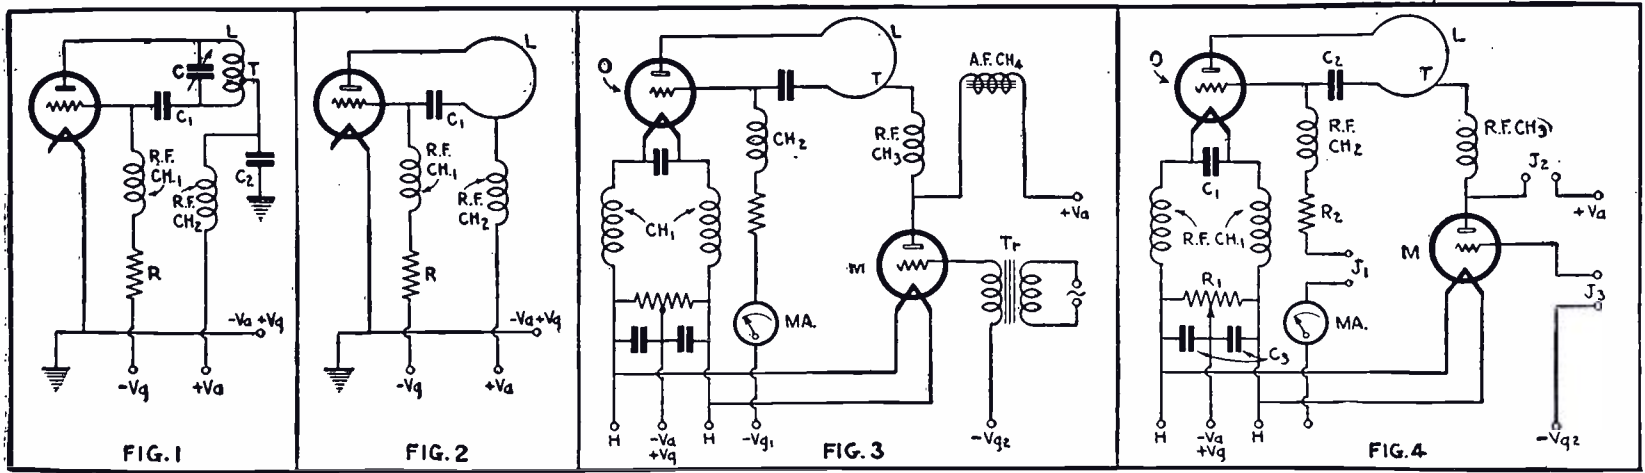 L
C
T
C1
R.F.
CH.1
R.F.
CH2
C2
R
-Va +Vg
-Vg
+Va
FIG.1
L
C1
R.F.
CH.1
R.F.
CH2
R
-Va+Vg
-Vg
+Va
FIG.2
O
L
T
A.F.CH4
CH2
R.F.
CH3
CH1
+Va
M
Tr
MA.
H
-Va
+Vg
H
-Vg1
-Vg2
FIG.3
O
L
T
C2
R.F.
CH2
R.F.CH3
C1
J2
+Va
R.F.CH.1
R2
M
J1
R1
MA.
C3
J3
H
-Va
+Vg
H
-Vg2
FIG.4